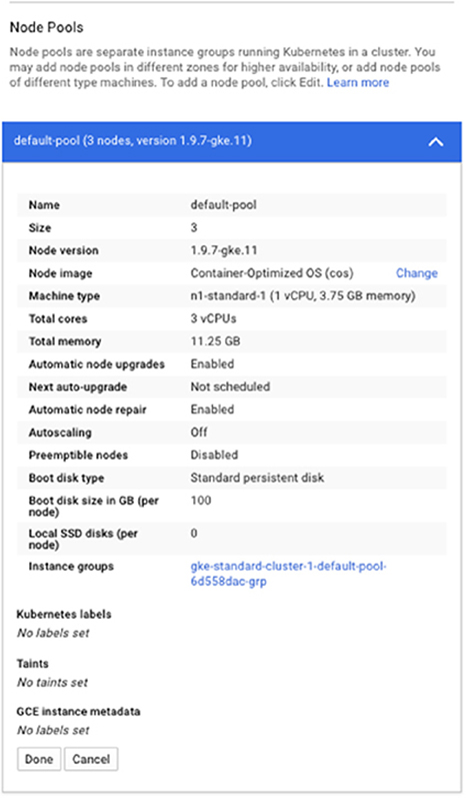 Node Pools
Node pools are separate instance groups running Kubernetes in a cluster. You
may add node pools in different zones for higher availability, or add node pools
of different type machines. To add a node pool, click Edit. Learn more
default-pool (3 nodes, version 1.9.7-gke.11)
Name default-pool
Size 3
Node version 1.9.7-gke.11
Node image Container-Optimized OS (cos) Change
Machine type n1-standard-1 (1 vCPU, 3.75 GB memory)
Total cores 3 vCPUs
Total memory 11.25 GB
Automatic node upgrades Enabled
Next auto-upgrade Not scheduled
Automatic node repair Enabled
Autoscaling Off
Preemptible nodes Disabled
Boot disk type Standard persistent disk
Boot disk size in GB (per 100
node)
Local SSD disks (per 0
node)
Instance groups gke-standard-cluster-1-default-pool-
6d558dac-grp
Kubernetes labels
No labels set
Taints
No taints set
GCE instance metadata
No labels set
Done Cancel